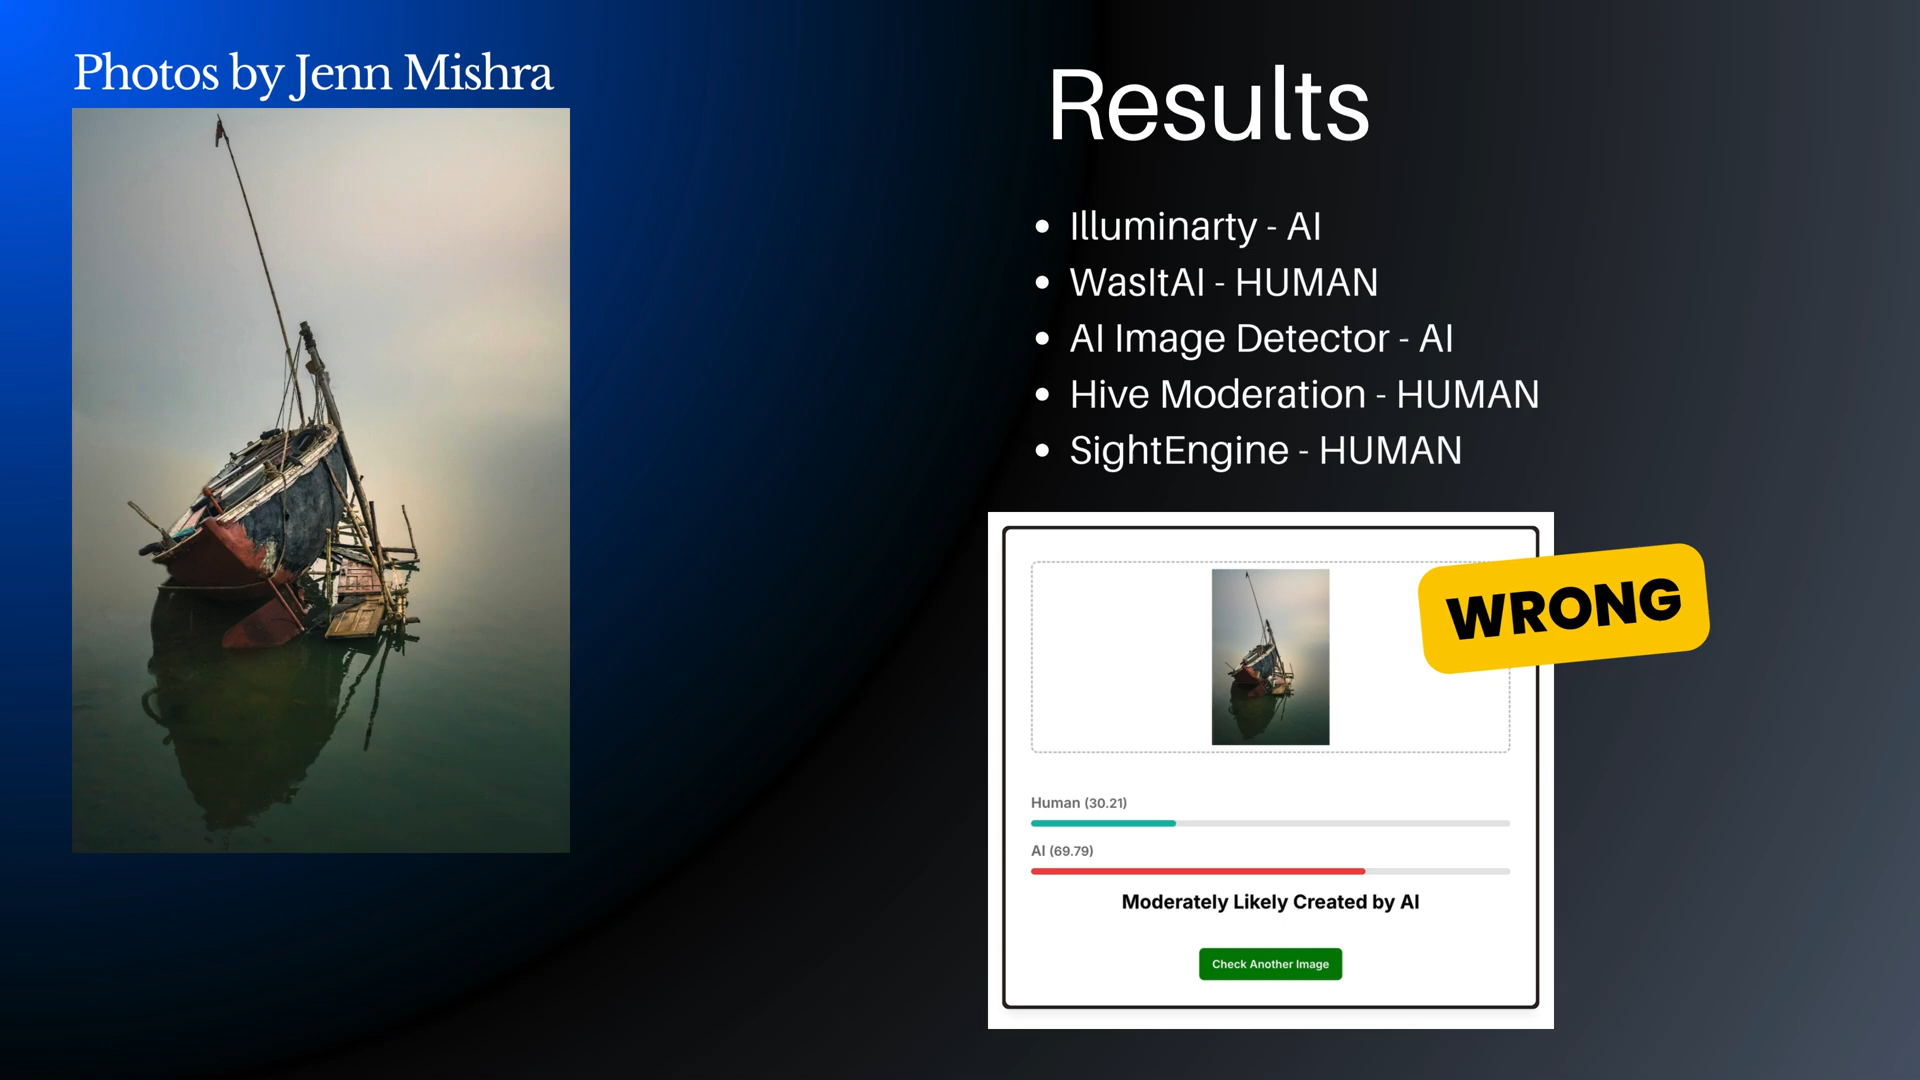 Photos by Jenn Mishra
Results
• Illuminarty - AI
• WasItAI - HUMAN
• AI Image Detector - AI
• Hive Moderation - HUMAN
• SightEngine - HUMAN
WRONG
Human (30.21)
AI (69.79)
Moderately Likely Created by AI
Check Another Image